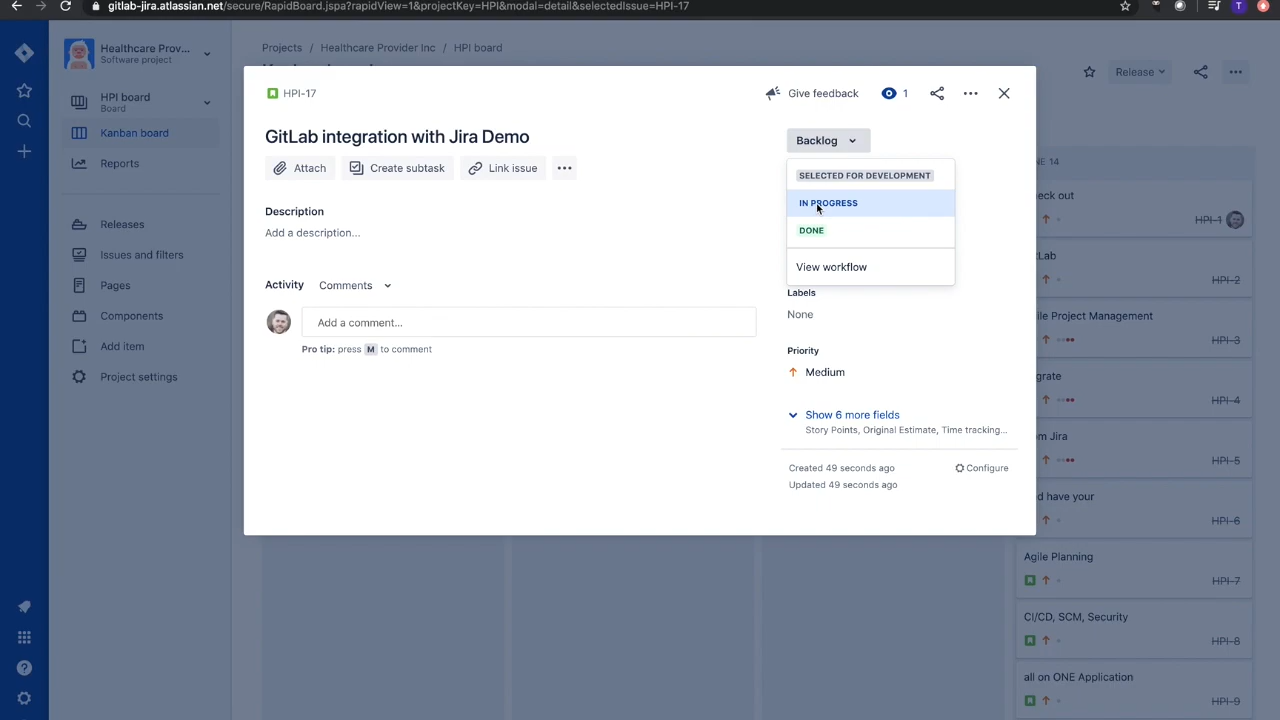 gitlab-jira.atlassian.net/secure/RapidBoard.jspa?rapidView=1&projectKey=HPI&modal=detail&selectedIssue=HPI-17
T
Healthcare Prov...
Software project
HPI board
Board
Kanban board
Reports
Releases
Issues and filters
Pages
Components
Add item
Project settings
Projects / Healthcare Provider Inc / HPI board
Release
HPI-17
Give feedback
1
GitLab integration with Jira Demo
Attach
Create subtask
Link issue
Description
Add a description...
Activity
Comments
Add a comment...
Pro tip: press M to comment
Backlog
SELECTED FOR DEVELOPMENT
IN PROGRESS
DONE
View workflow
Labels
None
Priority
Medium
Show 6 more fields
Story Points, Original Estimate, Time tracking...
Created 49 seconds ago
Configure
Updated 49 seconds ago
14
out
HPI-1
HPI-2
Project Management
HPI-3
HPI-4
Jira
HPI-5
have your
HPI-6
Agile Planning
HPI-7
CI/CD, SCM, Security
HPI-8
all on ONE Application
HPI-9